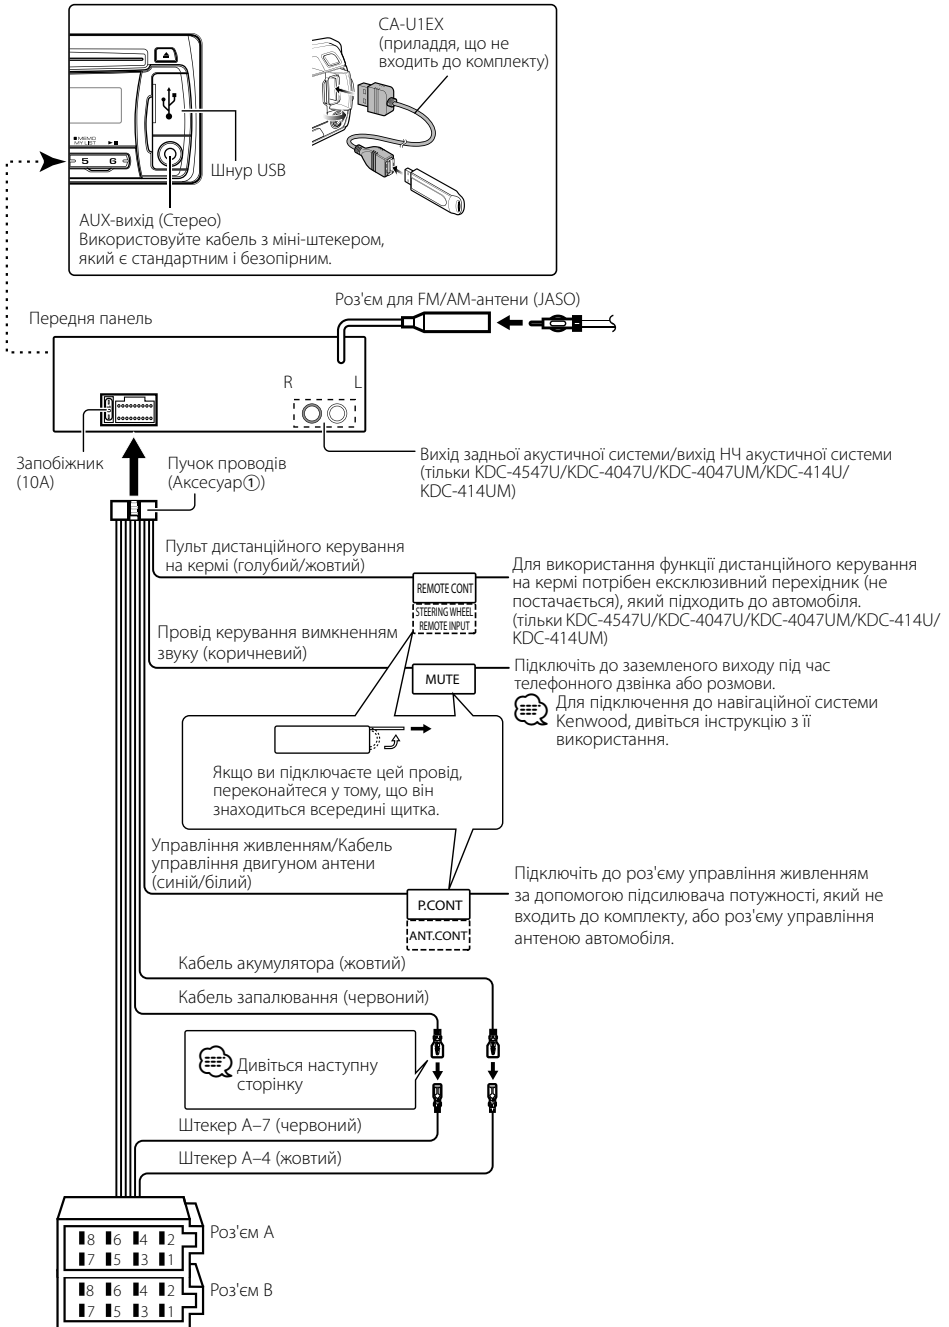 CA-U1EX
(приладдя, що не
входить до комплекту)
■MEMO
MY LIST ►■
5 6
Шнур USB
AUX-вихід (Стерео)
Використовуйте кабель з міні-штекером,
який є стандартним і безопірним.
Роз'єм для FM/AM-антени (JASO)
Передня панель
R L
Запобіжник
(10A)
Пучок проводів
(Аксесуар①)
Вихід задньої акустичної системи/вихід НЧ акустичної системи
(тільки KDC-4547U/KDC-4047U/KDC-4047UM/KDC-414U/
KDC-414UM)
Пульт дистанційного керування
на кермі (голубий/жовтий)
REMOTE CONT
STEERING WHEEL
REMOTE INPUT
Для використання функції дистанційного керування
на кермі потрібен ексклюзивний перехідник (не
постачається), який підходить до автомобіля.
(тільки KDC-4547U/KDC-4047U/KDC-4047UM/KDC-414U/
KDC-414UM)
Провід керування вимкненням
звуку (коричневий)
MUTE
Підключіть до заземленого виходу під час
телефонного дзвінка або розмови.
Для підключення до навігаційної системи
Kenwood, дивіться інструкцію з її
використання.
Якщо ви підключаєте цей провід,
переконайтеся у тому, що він
знаходиться всередині щитка.
Управління живленням/Кабель
управління двигуном антени
(синій/білий)
P.CONT
ANT.CONT
Підключіть до роз'єму управління живленням
за допомогою підсилювача потужності, який не
входить до комплекту, або роз'єму управління
антеною автомобіля.
Кабель акумулятора (жовтий)
Кабель запалювання (червоний)
Дивіться наступну
сторінку
Штекер A–7 (червоний)
Штекер A–4 (жовтий)
Роз'єм A
8 6 4 2
7 5 3 1
Роз'єм B
8 6 4 2
7 5 3 1